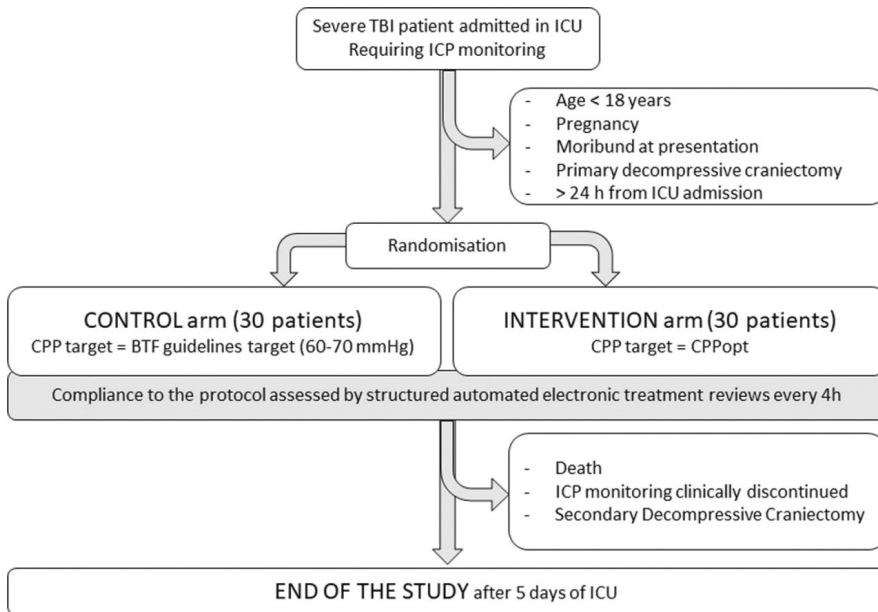 Severe TBI patient admitted in ICU
Requiring ICP monitoring
- Age < 18 years
- Pregnancy
- Moribund at presentation
- Primary decompressive craniectomy
- > 24 h from ICU admission
Randomisation
CONTROL arm (30 patients)
CPP target = BTF guidelines target (60-70 mmHg)
INTERVENTION arm (30 patients)
CPP target = CPPopt
Compliance to the protocol assessed by structured automated electronic treatment reviews every 4h
- Death
- ICP monitoring clinically discontinued
- Secondary Decompressive Craniectomy
END OF THE STUDY after 5 days of ICU